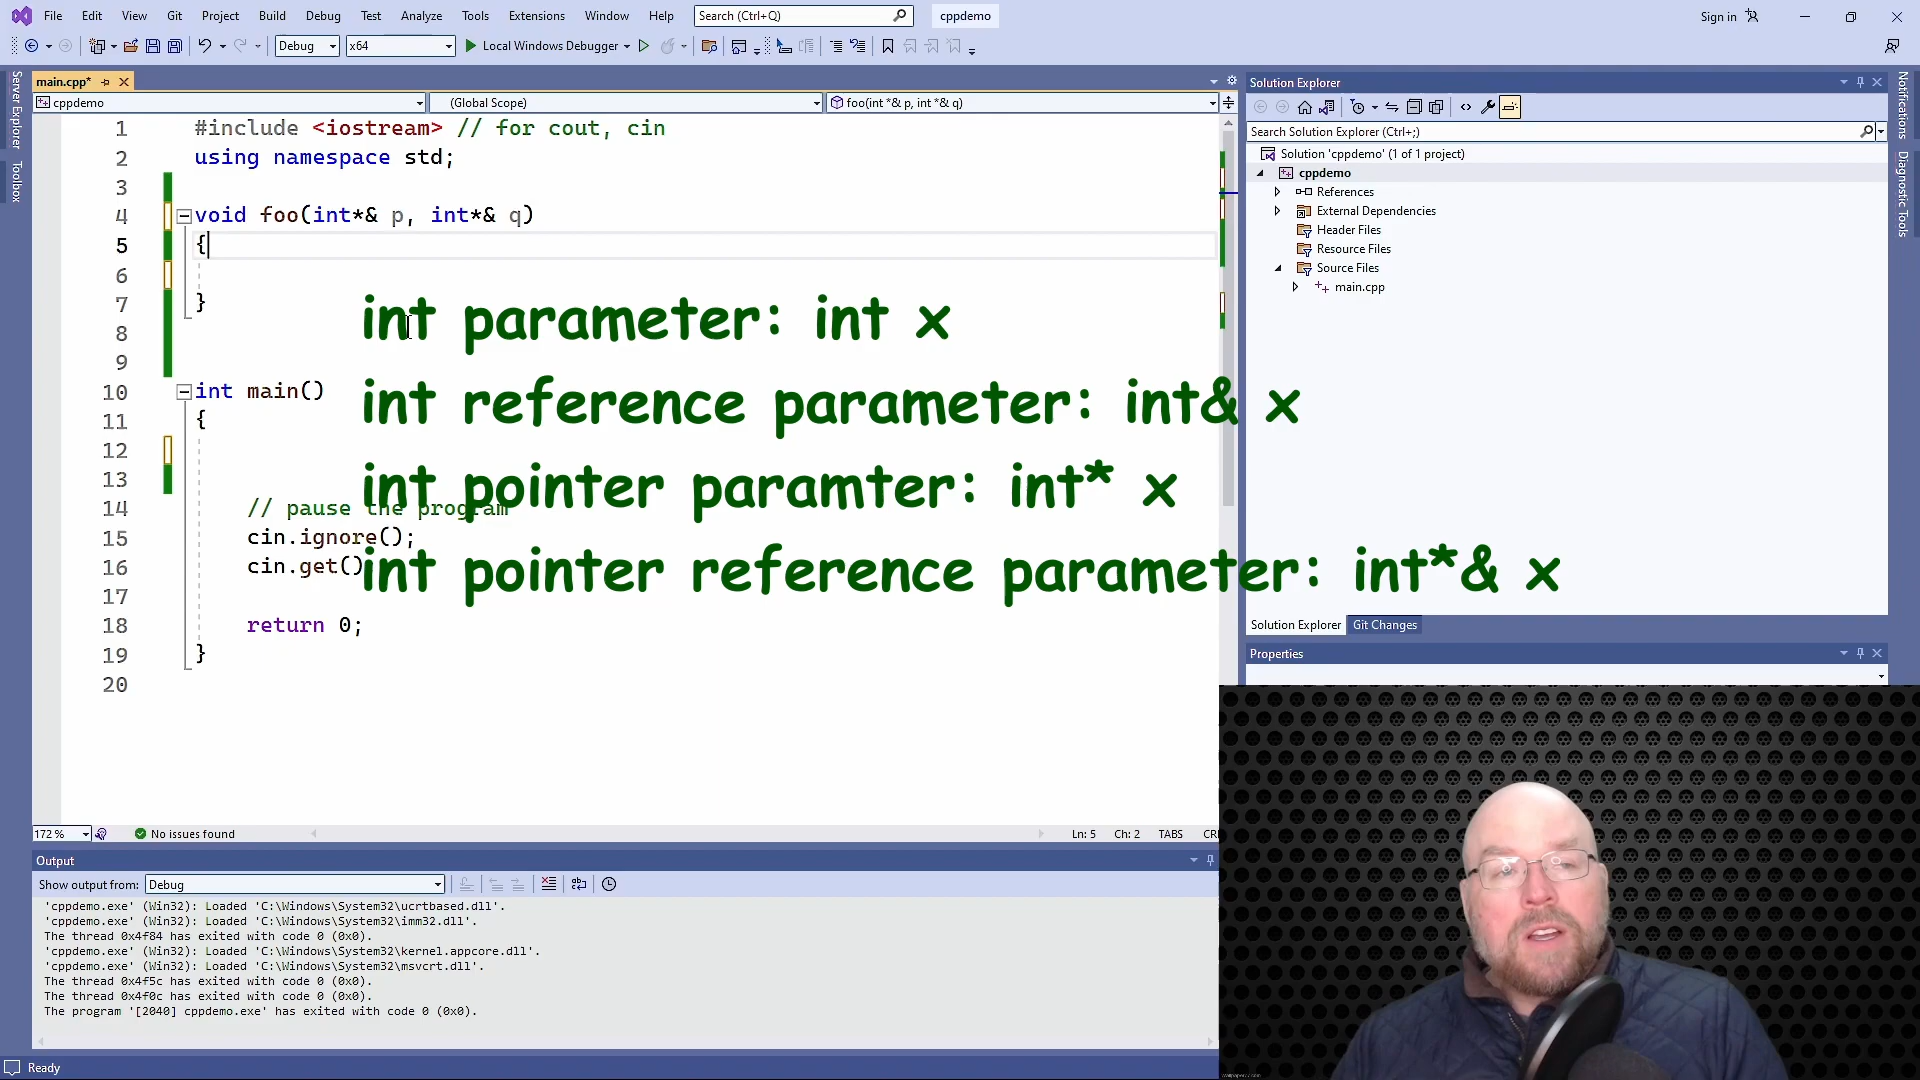 File Edit View Git Project Build Debug Test Analyze Tools Extensions Window Help Search (Ctrl+Q) cppdemo Sign in
Debug x64 Local Windows Debugger
Server Explorer
Toolbox
main.cpp*
cppdemo (Global Scope) foo(int *& p, int *& q)
1 #include <iostream> // for cout, cin
2 using namespace std;
3
4 void foo(int*& p, int*& q)
5 {
6
7 }
8
9
10 int main()
11 {
12
13
14 // pause the program
15 cin.ignore();
16 cin.get()
17
18 return 0;
19 }
20
int parameter: int x
int reference parameter: int& x
int pointer paramter: int* x
int pointer reference parameter: int*& x
172 % No issues found Ln: 5 Ch: 2 TABS
Output
Show output from: Debug
'cppdemo.exe' (Win32): Loaded 'C:\Windows\System32\ucrtbased.dll'.
'cppdemo.exe' (Win32): Loaded 'C:\Windows\System32\imm32.dll'.
The thread 0x4f84 has exited with code 0 (0x0).
'cppdemo.exe' (Win32): Loaded 'C:\Windows\System32\kernel.appcore.dll'.
'cppdemo.exe' (Win32): Loaded 'C:\Windows\System32\msvcrt.dll'.
The thread 0x4f5c has exited with code 0 (0x0).
The thread 0x4f0c has exited with code 0 (0x0).
The program '[2040] cppdemo.exe' has exited with code 0 (0x0).
Ready
Solution Explorer
Search Solution Explorer (Ctrl+;)
Solution 'cppdemo' (1 of 1 project)
cppdemo
References
External Dependencies
Header Files
Resource Files
Source Files
main.cpp
Solution Explorer Git Changes
Properties
Notifications
Diagnostic Tools